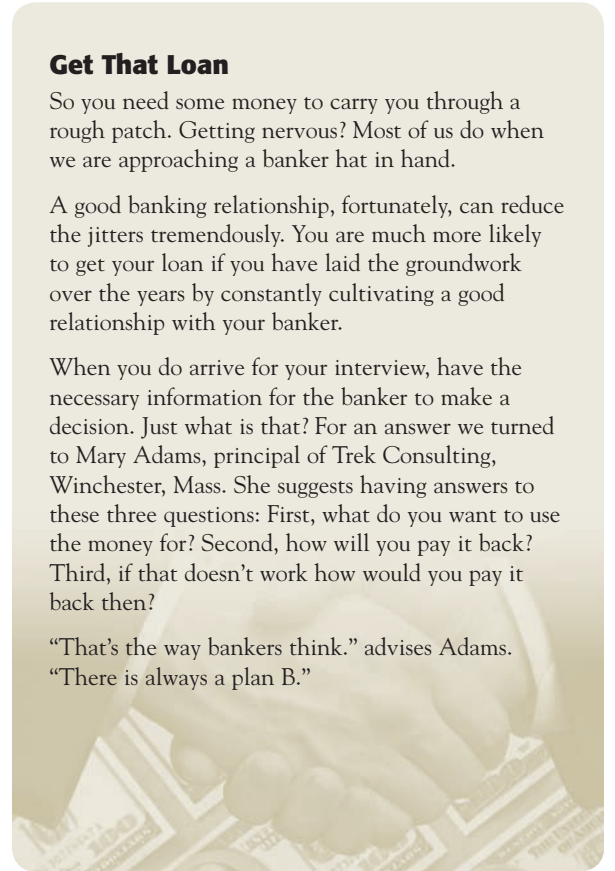 Get That Loan
So you need some money to carry you through a
rough patch. Getting nervous? Most of us do when
we are approaching a banker hat in hand.
A good banking relationship, fortunately, can reduce
the jitters tremendously. You are much more likely
to get your loan if you have laid the groundwork
over the years by constantly cultivating a good
relationship with your banker.
When you do arrive for your interview, have the
necessary information for the banker to make a
decision. Just what is that? For an answer we turned
to Mary Adams, principal of Trek Consulting,
Winchester, Mass. She suggests having answers to
these three questions: First, what do you want to use
the money for? Second, how will you pay it back?
Third, if that doesn’t work how would you pay it
back then?
“That’s the way bankers think.” advises Adams.
“There is always a plan B.”